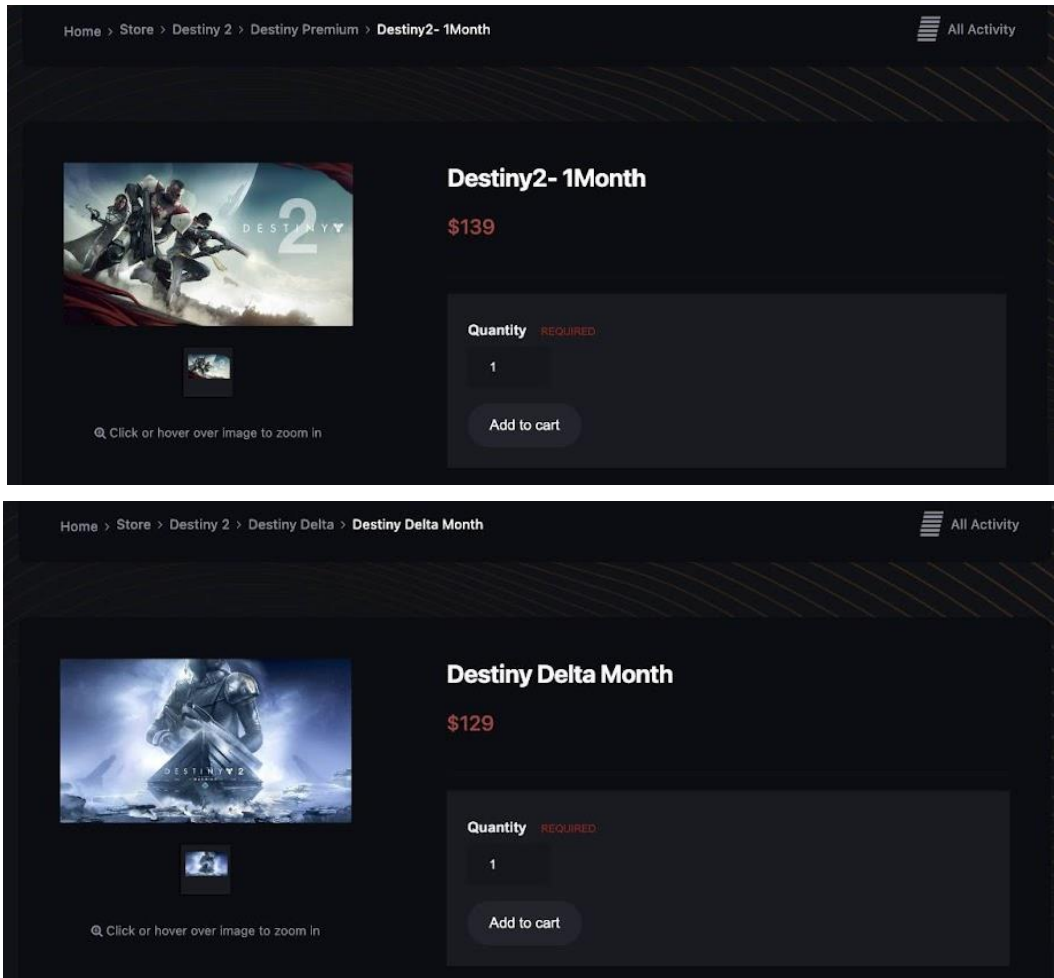 Home > Store > Destiny 2 > Destiny Premium > Destiny2- 1Month
All Activity
DESTINY 2
Destiny2- 1Month
$139
Quantity REQUIRED
1
Add to cart
Click or hover over image to zoom in
Home > Store > Destiny 2 > Destiny Delta > Destiny Delta Month
All Activity
DESTINY 2
Destiny Delta Month
$129
Quantity REQUIRED
1
Add to cart
Click or hover over image to zoom in